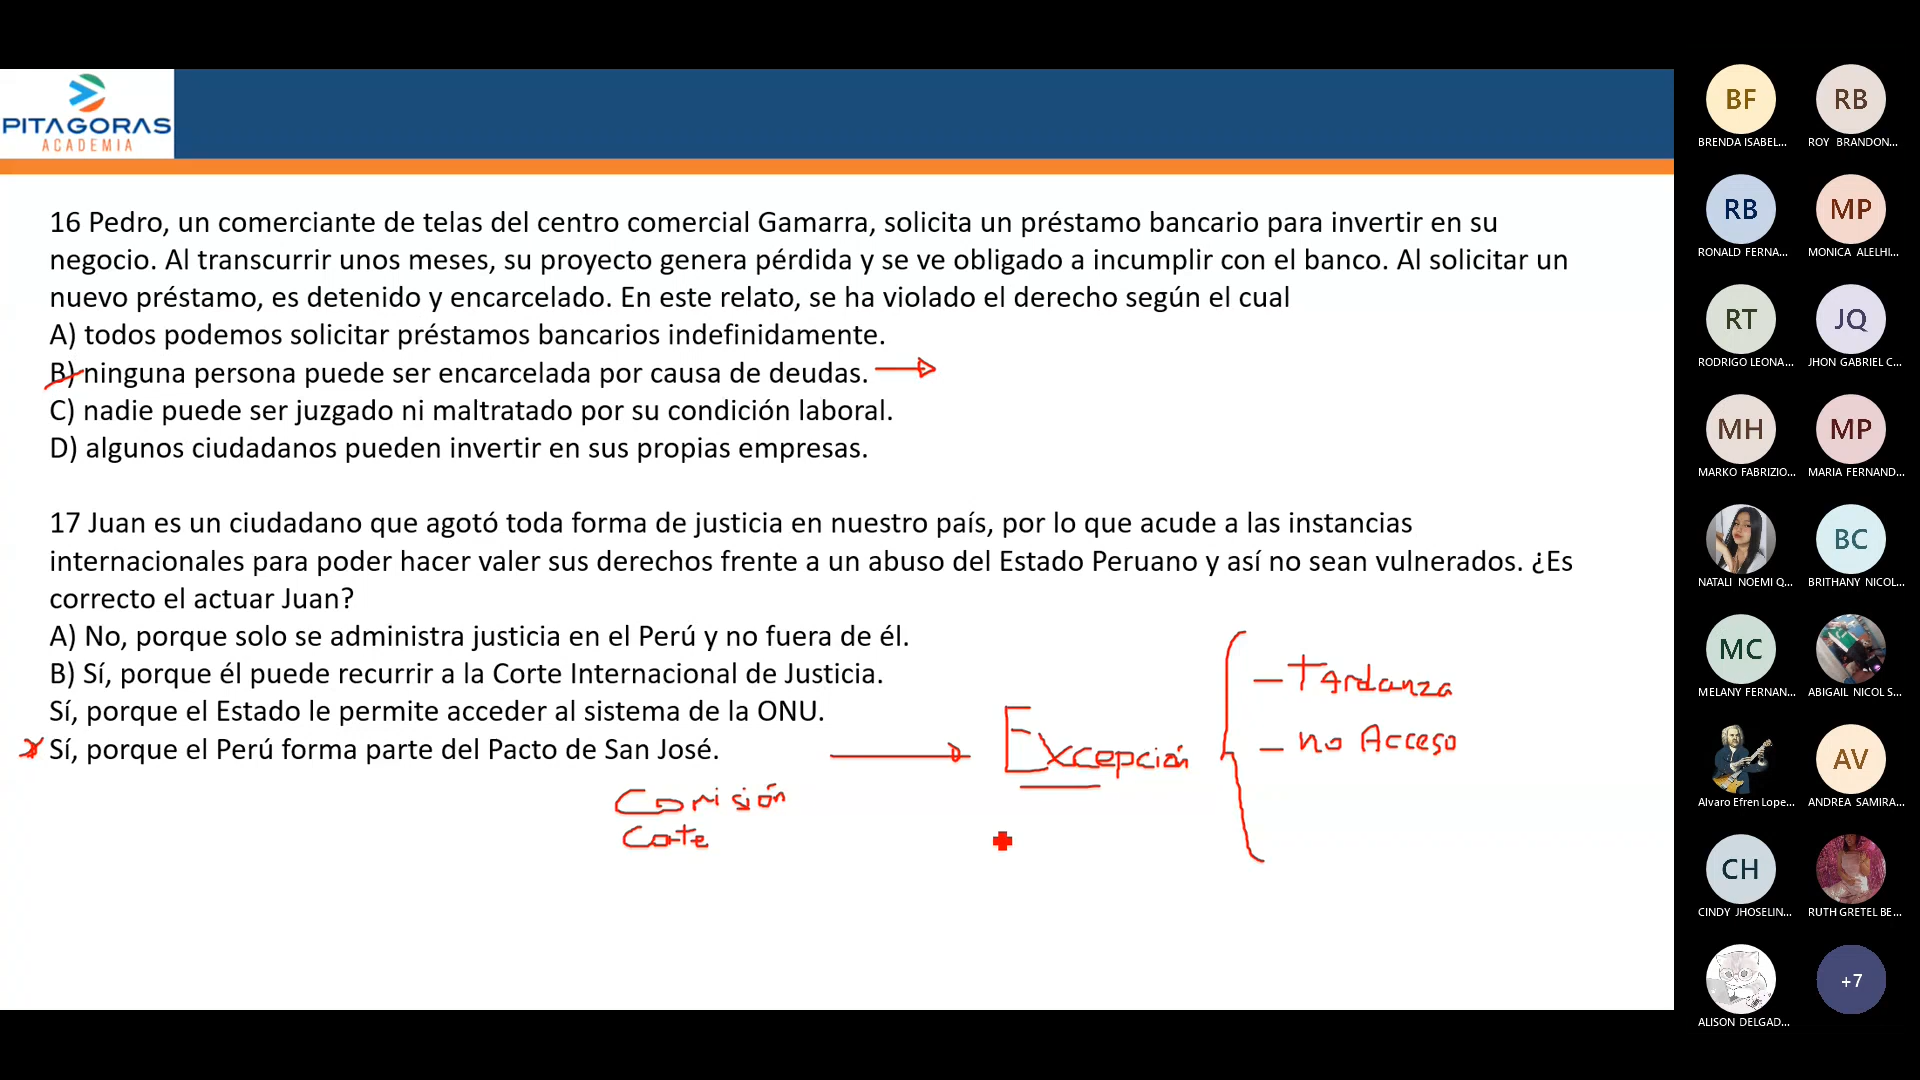 PITAGORAS
ACADEMIA
16 Pedro, un comerciante de telas del centro comercial Gamarra, solicita un préstamo bancario para invertir en su
negocio. Al transcurrir unos meses, su proyecto genera pérdida y se ve obligado a incumplir con el banco. Al solicitar un
nuevo préstamo, es detenido y encarcelado. En este relato, se ha violado el derecho según el cual
A) todos podemos solicitar préstamos bancarios indefinidamente.
B) ninguna persona puede ser encarcelada por causa de deudas.
C) nadie puede ser juzgado ni maltratado por su condición laboral.
D) algunos ciudadanos pueden invertir en sus propias empresas.
17 Juan es un ciudadano que agotó toda forma de justicia en nuestro país, por lo que acude a las instancias
internacionales para poder hacer valer sus derechos frente a un abuso del Estado Peruano y así no sean vulnerados. ¿Es
correcto el actuar Juan?
A) No, porque solo se administra justicia en el Perú y no fuera de él.
B) Sí, porque él puede recurrir a la Corte Internacional de Justicia.
Sí, porque el Estado le permite acceder al sistema de la ONU.
Sí, porque el Perú forma parte del Pacto de San José.
Comisión
Corte
Excepción
- Tardanza
- no Acceso
BF
BRENDA ISABEL...
RB
ROY BRANDON...
RB
RONALD FERNA...
MP
MONICA ALELHI...
RT
RODRIGO LEONA...
JQ
JHON GABRIEL C...
MH
MARKO FABRIZIO...
MP
MARIA FERNAND...
NATALI NOEMI Q...
BC
BRITHANY NICOL...
MC
MELANY FERNAN...
ABIGAIL NICOL S...
Alvaro Efren Lope...
AV
ANDREA SAMIRA...
CH
CINDY JHOSELIN...
RUTH GRETEL BE...
ALISON DELGAD...
+7